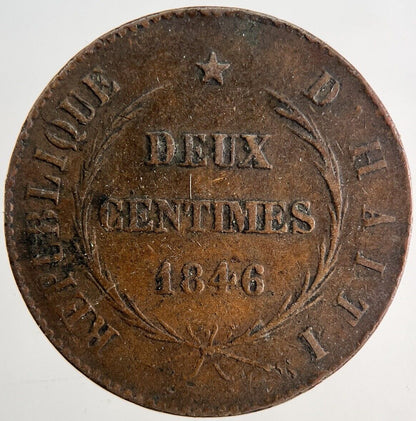 REPUBLIQUE D'HAITI
DEUX
CENTIMES
1846